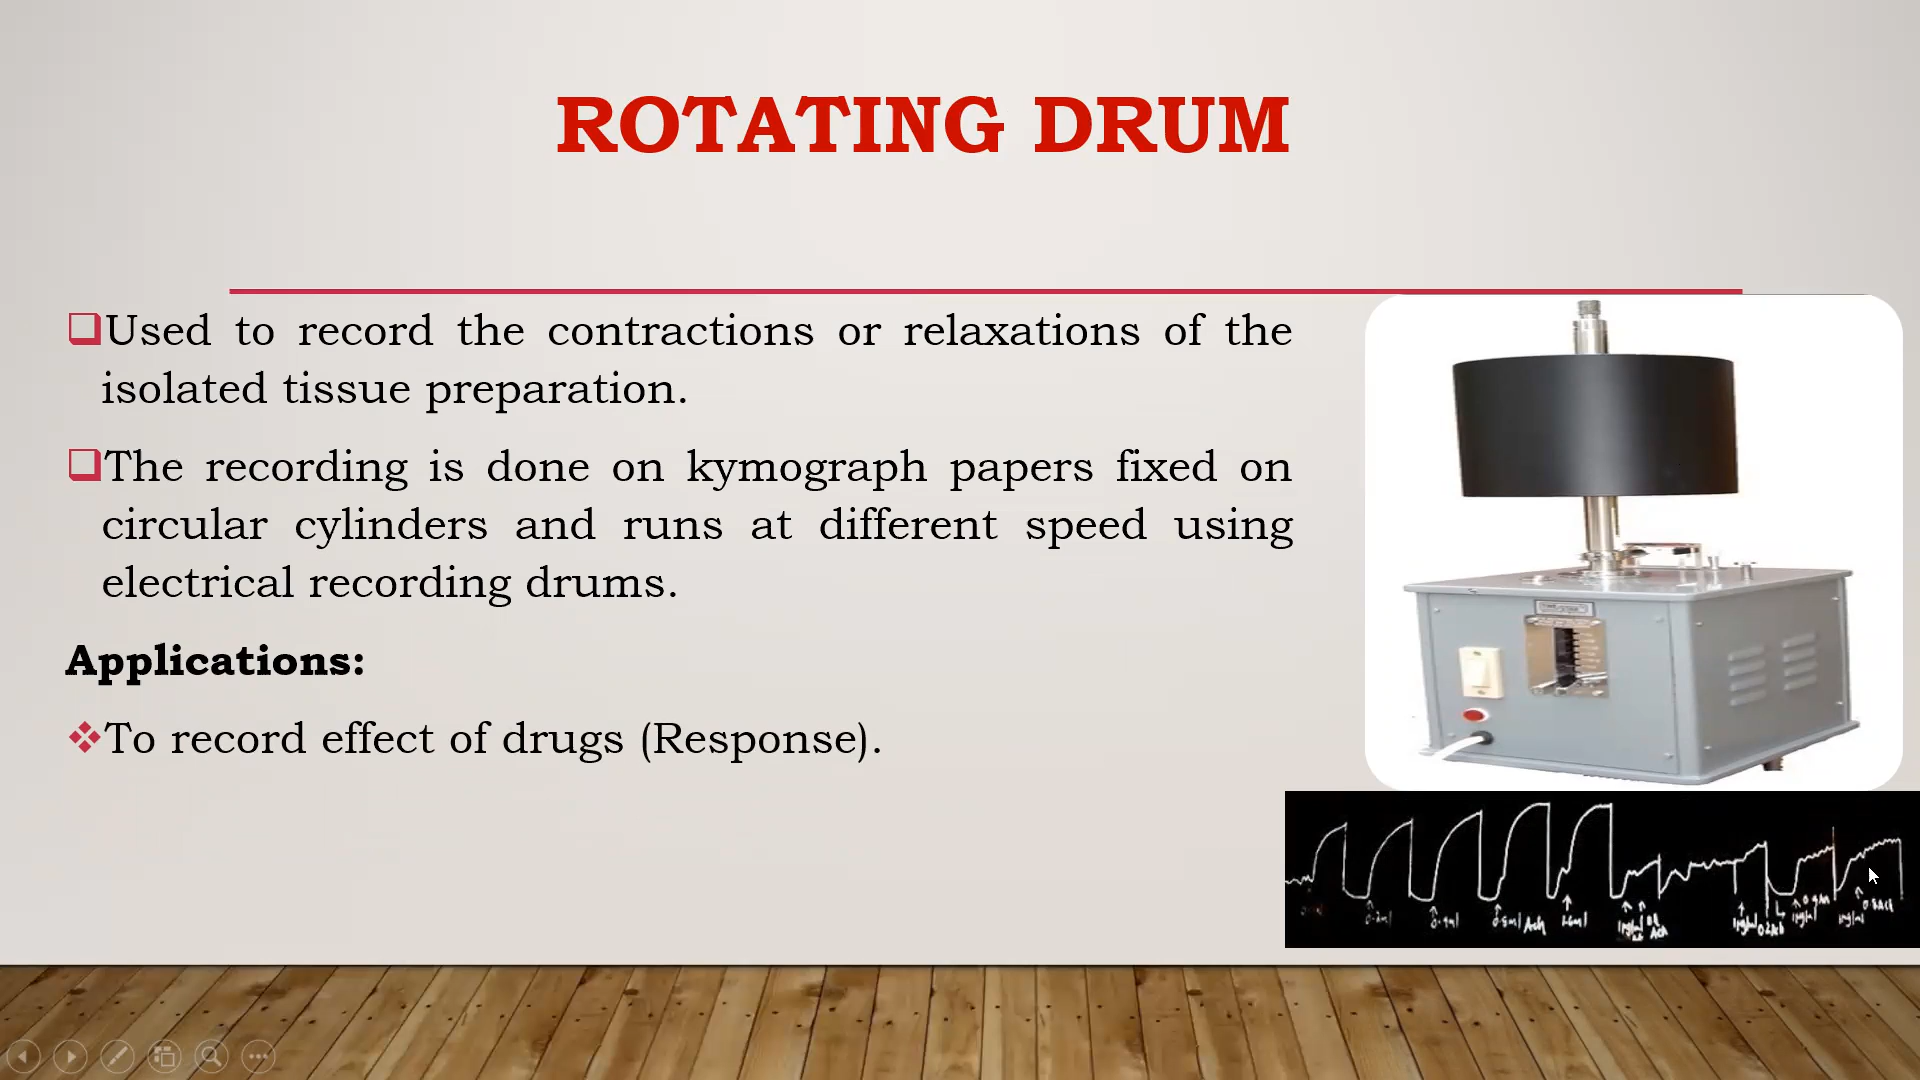 ROTATING DRUM
Used to record the contractions or relaxations of the
isolated tissue preparation.
The recording is done on kymograph papers fixed on
circular cylinders and runs at different speed using
electrical recording drums.
Applications:
To record effect of drugs (Response).
Ach